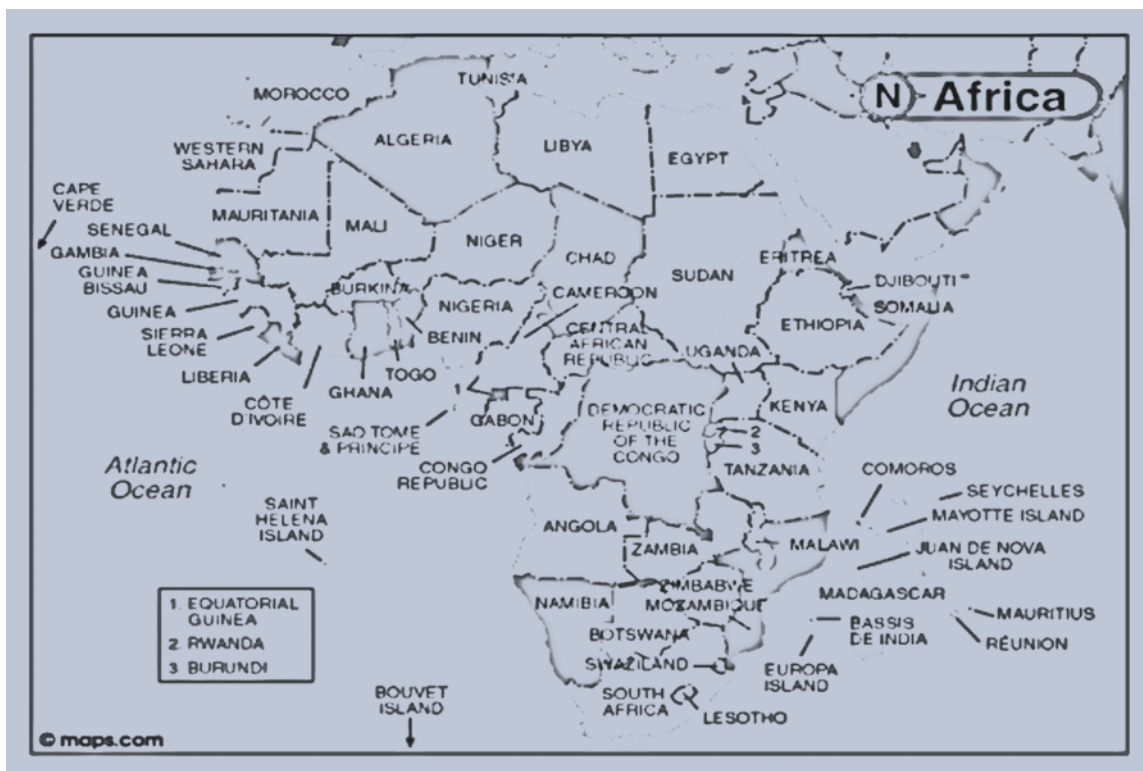 N Africa
TUNISIA
MOROCCO
ALGERIA
LIBYA
EGYPT
WESTERN
SAHARA
CAPE
VERDE
MAURITANIA
MALI
NIGER
CHAD
SUDAN
ERITREA
SENEGAL
GAMBIA
GUINEA
BISSAU
GUINEA
SIERRA
LEONE
LIBERIA
CÔTE
D'IVOIRE
BURKINA
GHANA
TOGO
BENIN
NIGERIA
CAMEROON
CENTRAL
AFRICAN
REPUBLIC
DJIBOUTI
SOMALIA
ETHIOPIA
UGANDA
KENYA
Indian
Ocean
1
SAO TOME
& PRINCIPE
GABON
CONGO
REPUBLIC
DEMOCRATIC
REPUBLIC
OF THE
CONGO
2
3
TANZANIA
Atlantic
Ocean
SAINT
HELENA
ISLAND
ANGOLA
ZAMBIA
MALAWI
COMOROS
SEYCHELLES
MAYOTTE ISLAND
JUAN DE NOVA
ISLAND
MADAGASCAR
MAURITIUS
RÉUNION
BASSIS
DE INDIA
EUROPA
ISLAND
ZIMBABWE
MOZAMBIQUE
NAMIBIA
BOTSWANA
SWAZILAND
SOUTH
AFRICA
LESOTHO
1. EQUATORIAL
GUINEA
2 RWANDA
3 BURUNDI
BOUVET
ISLAND
© maps.com